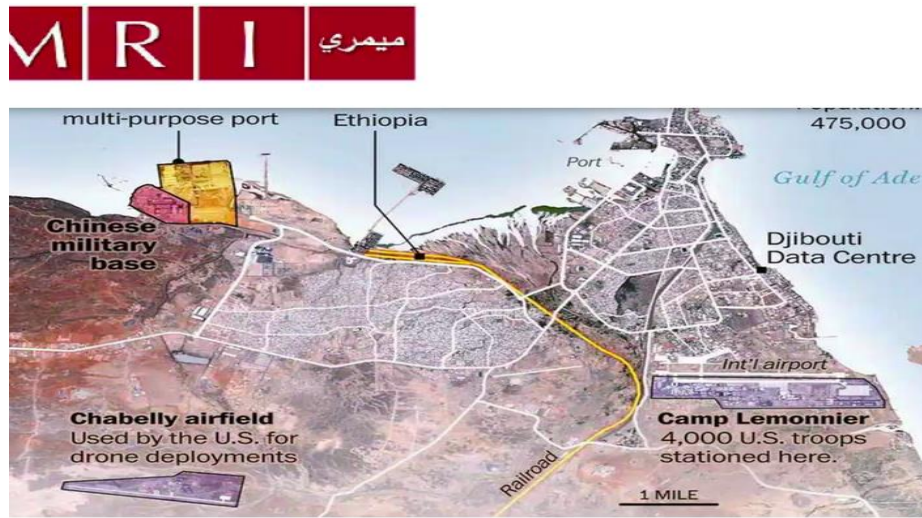 M R I ميمري
multi-purpose port
Ethiopia
475,000
Port
Gulf of Ade
Chinese
military
base
Djibouti
Data Centre
Int'l airport
Chabelly airfield
Used by the U.S. for
drone deployments
Camp Lemonnier
4,000 U.S. troops
stationed here.
Railroad
1 MILE